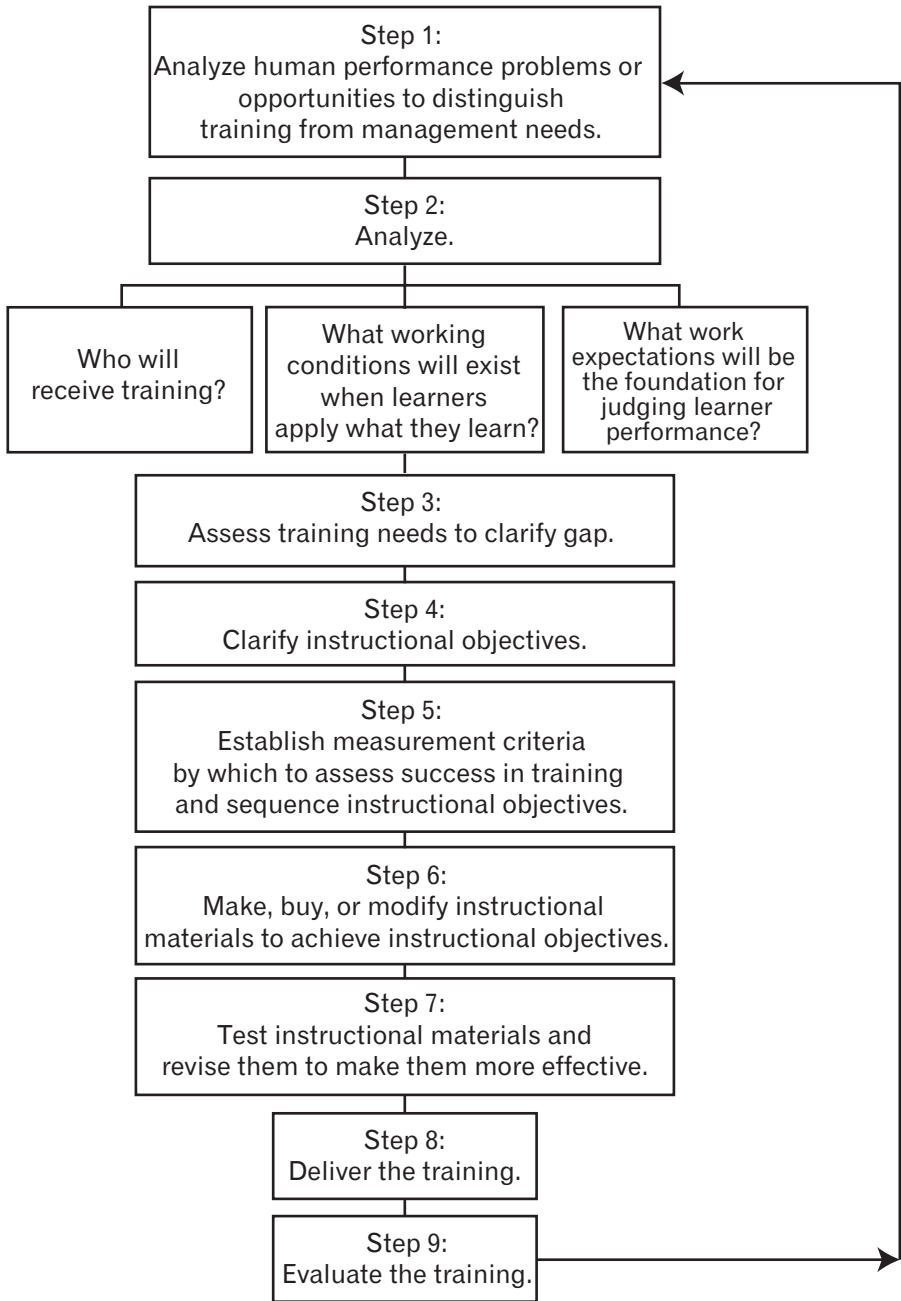 Step 1:
Analyze human performance problems or
opportunities to distinguish
training from management needs.
Step 2:
Analyze.
Who will
receive training?
What working
conditions will exist
when learners
apply what they learn?
What work
expectations will be
the foundation for
judging learner
performance?
Step 3:
Assess training needs to clarify gap.
Step 4:
Clarify instructional objectives.
Step 5:
Establish measurement criteria
by which to assess success in training
and sequence instructional objectives.
Step 6:
Make, buy, or modify instructional
materials to achieve instructional objectives.
Step 7:
Test instructional materials and
revise them to make them more effective.
Step 8:
Deliver the training.
Step 9:
Evaluate the training.